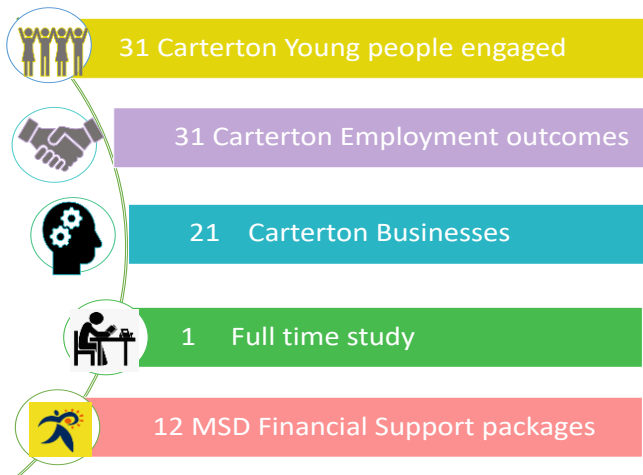 31 Carterton Young people engaged
31 Carterton Employment outcomes
21 Carterton Businesses
1 Full time study
12 MSD Financial Support packages